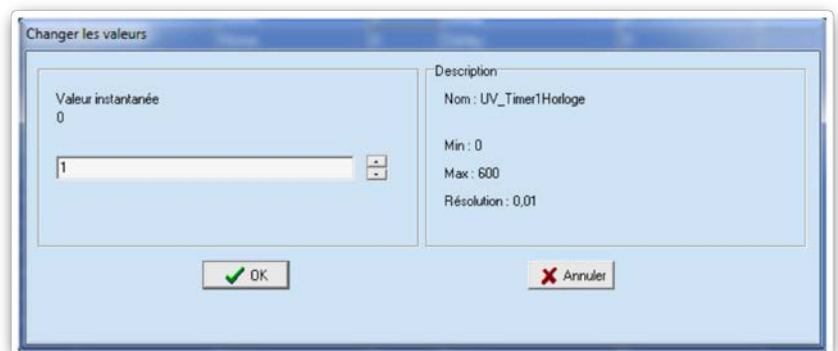 Changer les valeurs
Valeur instantanée
0
1
Description
Nom : UV_Timer1Horloge
Min : 0
Max : 600
Résolution : 0,01
OK
Annuler